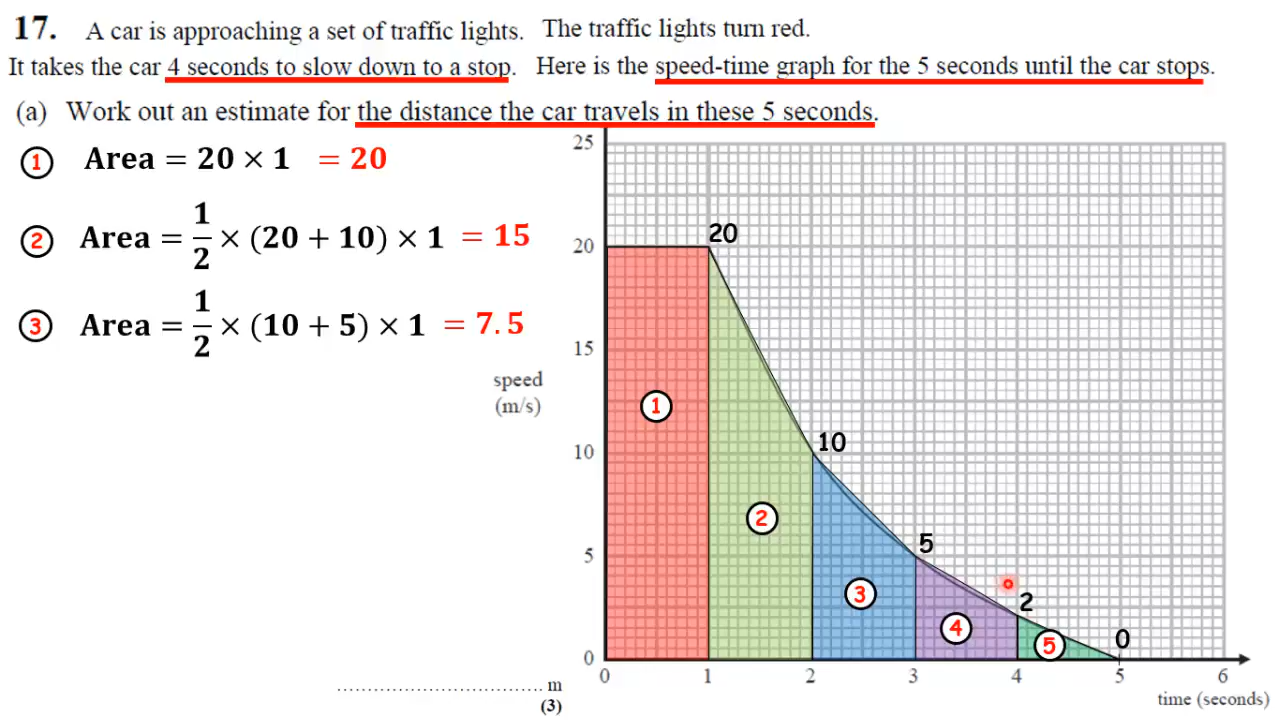 17. A car is approaching a set of traffic lights. The traffic lights turn red.
It takes the car 4 seconds to slow down to a stop. Here is the speed-time graph for the 5 seconds until the car stops.
(a) Work out an estimate for the distance the car travels in these 5 seconds.
1 Area = 20 × 1 = 20
2 Area = 1/2 × (20 + 10) × 1 = 15
3 Area = 1/2 × (10 + 5) × 1 = 7.5
speed
(m/s)
25
20
15
10
5
0
20
10
5
2
0
1
2
3
4
5
0 1 2 3 4 5 6
time (seconds)
.................................. m
(3)